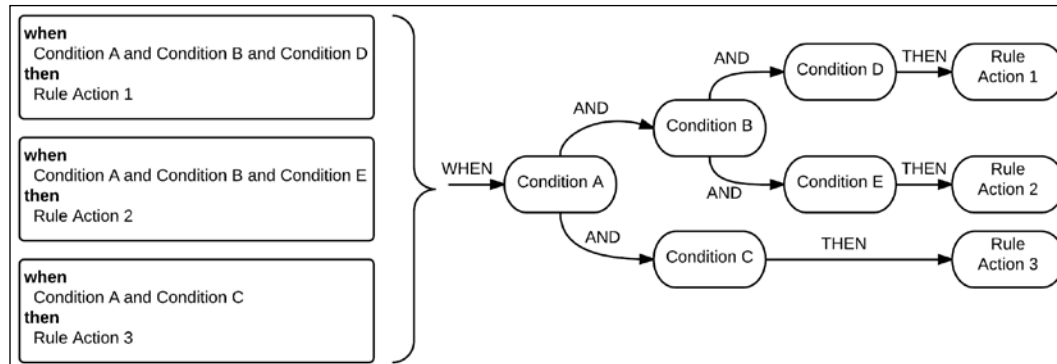 when
Condition A and Condition B and Condition D
then
Rule Action 1
when
Condition A and Condition B and Condition E
then
Rule Action 2
when
Condition A and Condition C
then
Rule Action 3
WHEN
Condition A
AND
Condition B
AND
Condition D
THEN
Rule
Action 1
AND
Condition E
THEN
Rule
Action 2
AND
Condition C
THEN
Rule
Action 3